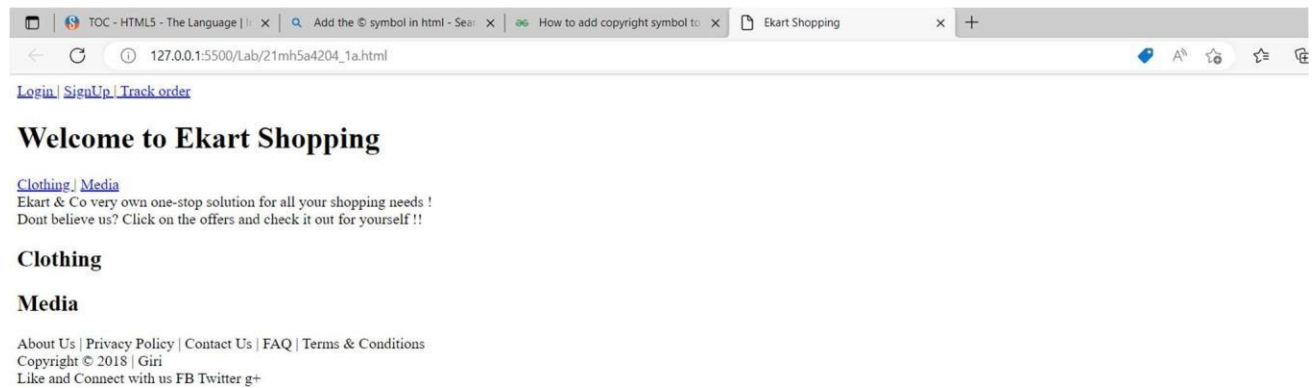 TOC - HTML5 - The Language | I
Add the © symbol in html - Sear
How to add copyright symbol to
Ekart Shopping
127.0.0.1:5500/Lab/21mh5a4204_1a.html
Login | SignUp | Track order
Welcome to Ekart Shopping
Clothing | Media
Ekart & Co very own one-stop solution for all your shopping needs !
Dont believe us? Click on the offers and check it out for yourself !!
Clothing
Media
About Us | Privacy Policy | Contact Us | FAQ | Terms & Conditions
Copyright © 2018 | Giri
Like and Connect with us FB Twitter g+